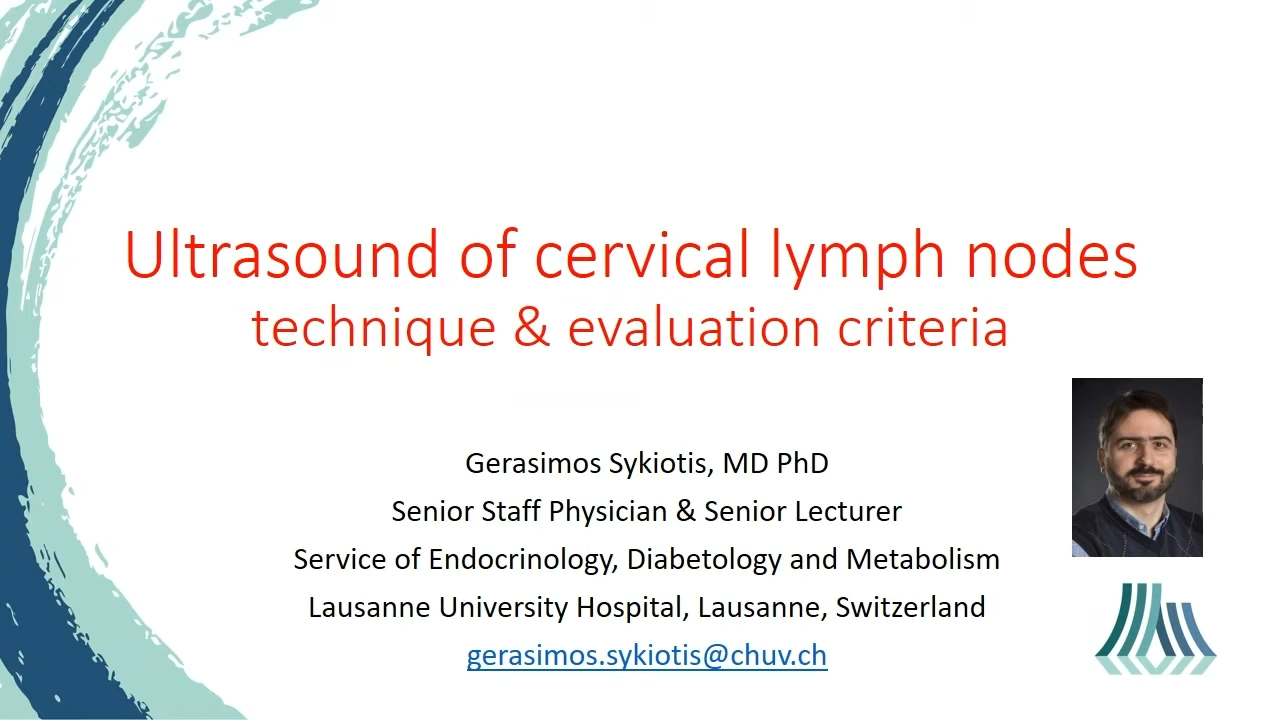 Ultrasound of cervical lymph nodes
technique & evaluation criteria
Gerasimos Sykiotis, MD PhD
Senior Staff Physician & Senior Lecturer
Service of Endocrinology, Diabetology and Metabolism
Lausanne University Hospital, Lausanne, Switzerland
gerasimos.sykiotis@chuv.ch